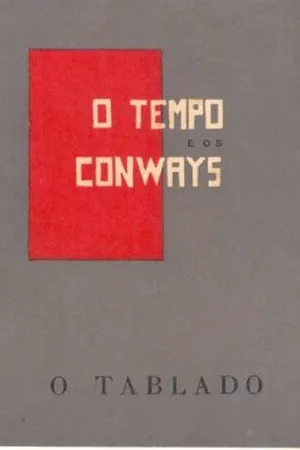 O TEMPO
E OS
CONWAYS
O TABLADO